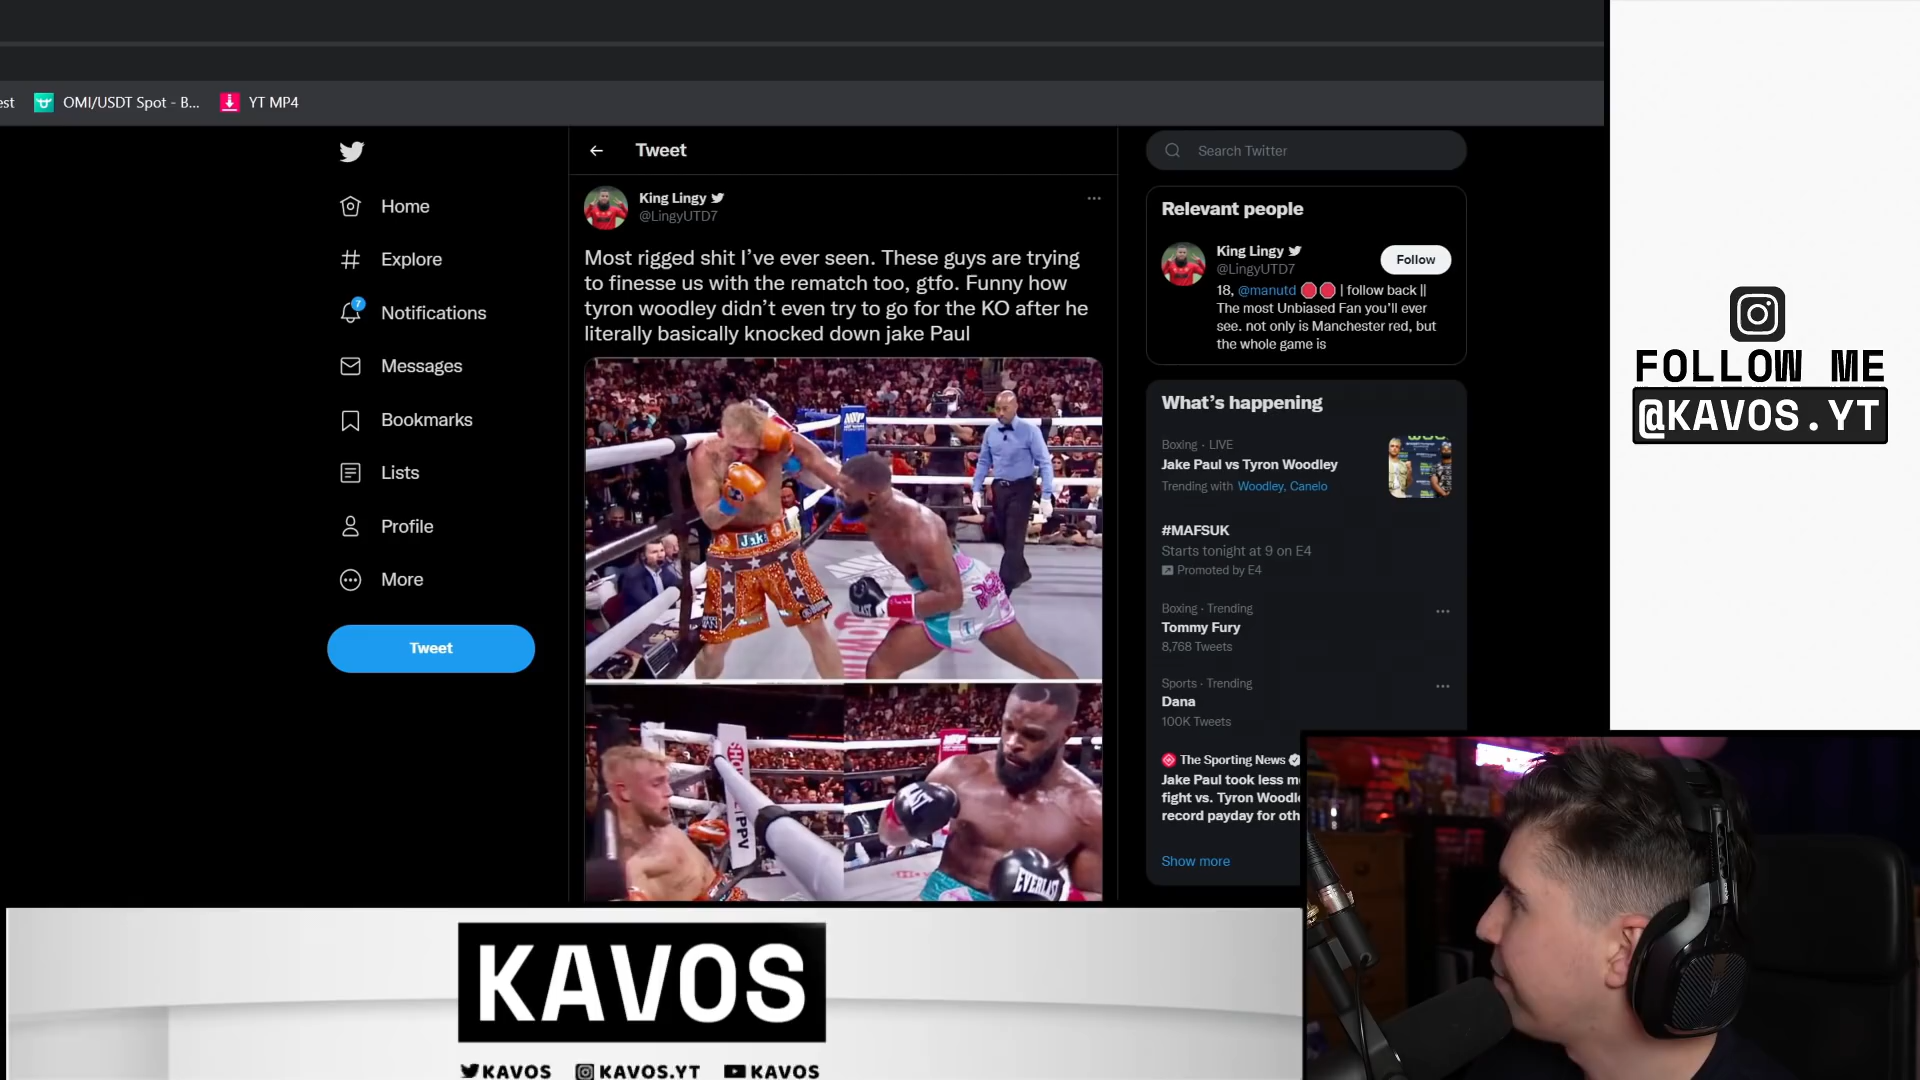 est
OMI/USDT Spot - B...
YT MP4
Home
Explore
7
Notifications
Messages
Bookmarks
Lists
Profile
More
Tweet
Tweet
King Lingy
@LingyUTD7
Most rigged shit I've ever seen. These guys are trying
to finesse us with the rematch too, gtfo. Funny how
tyron woodley didn't even try to go for the KO after he
literally basically knocked down jake Paul
Jake
EVERLAST
PPV
Search Twitter
Relevant people
King Lingy
@LingyUTD7
Follow
18, @manutd | follow back ||
The most Unbiased Fan you'll ever
see. not only is Manchester red, but
the whole game is
What's happening
Boxing · LIVE
Jake Paul vs Tyron Woodley
Trending with Woodley, Canelo
#MAFSUK
Starts tonight at 9 on E4
Promoted by E4
Boxing · Trending
Tommy Fury
8,768 Tweets
Sports · Trending
Dana
100K Tweets
The Sporting News
Jake Paul took less m
fight vs. Tyron Woodle
record payday for oth
Show more
FOLLOW ME
@KAVOS.YT
KAVOS
KAVOS
KAVOS.YT
KAVOS